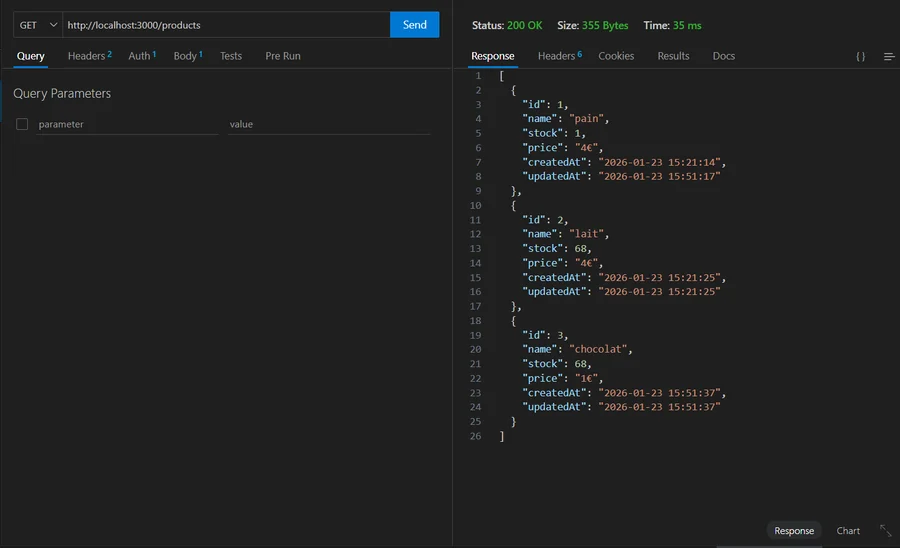 GET http://localhost:3000/products Send
Query Headers 2 Auth 1 Body 1 Tests Pre Run
Query Parameters
parameter value
Status: 200 OK Size: 355 Bytes Time: 35 ms
Response Headers 6 Cookies Results Docs { }
1 [
2 {
3 "id": 1,
4 "name": "pain",
5 "stock": 1,
6 "price": "4€",
7 "createdAt": "2026-01-23 15:21:14",
8 "updatedAt": "2026-01-23 15:51:17"
9 },
10 {
11 "id": 2,
12 "name": "lait",
13 "stock": 68,
14 "price": "4€",
15 "createdAt": "2026-01-23 15:21:25",
16 "updatedAt": "2026-01-23 15:21:25"
17 },
18 {
19 "id": 3,
20 "name": "chocolat",
21 "stock": 68,
22 "price": "1€",
23 "createdAt": "2026-01-23 15:51:37",
24 "updatedAt": "2026-01-23 15:51:37"
25 }
26 ]
Response Chart